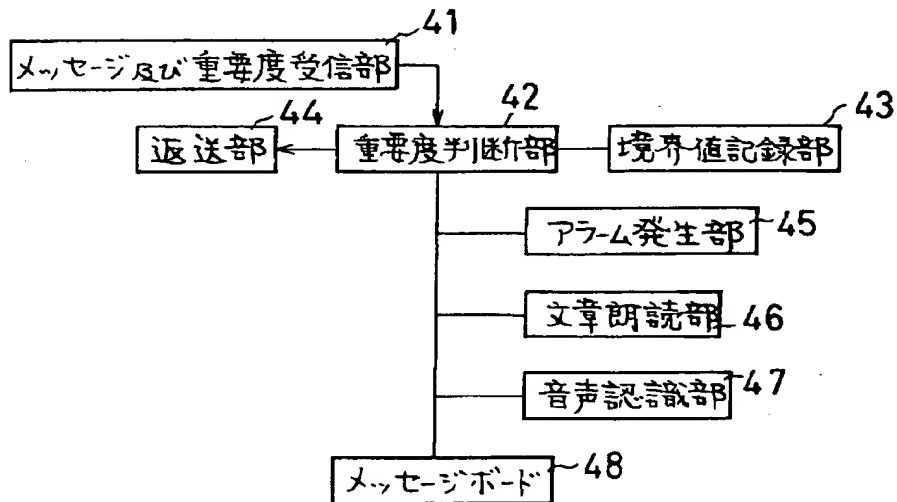 41
メッセージ及び重要度受信部
44
42
43
返送部
重要度判断部
境界値記録部
アラーム発生部
45
文章朗読部
46
音声認識部
47
メッセージボード
48